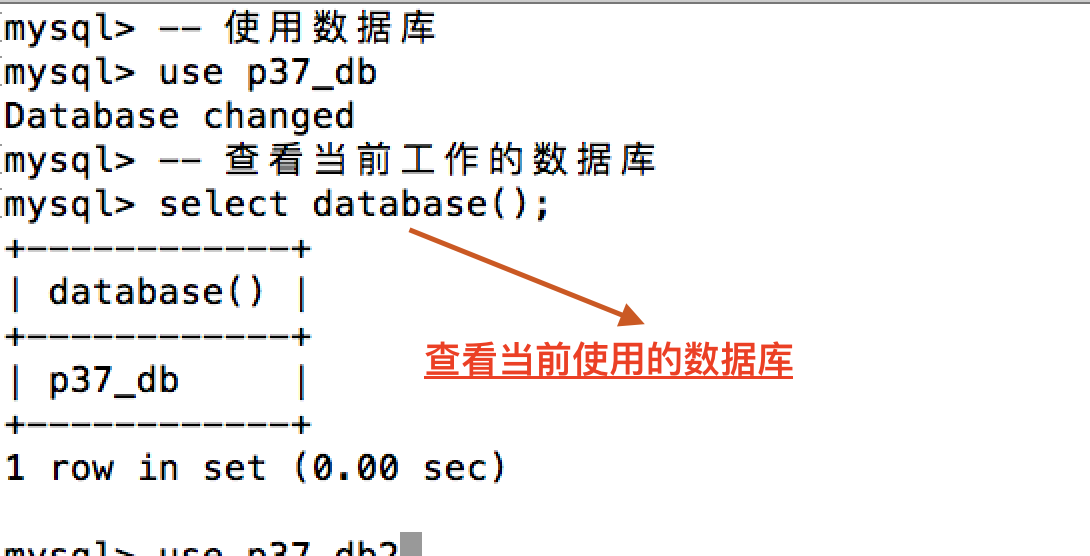 mysql> -- 使用数据库
mysql> use p37_db
Database changed
mysql> -- 查看当前工作的数据库
mysql> select database();
+------------+
| database() |
+------------+
| p37_db     |
+------------+
1 row in set (0.00 sec)
查看当前使用的数据库
mysql> use p37_db2